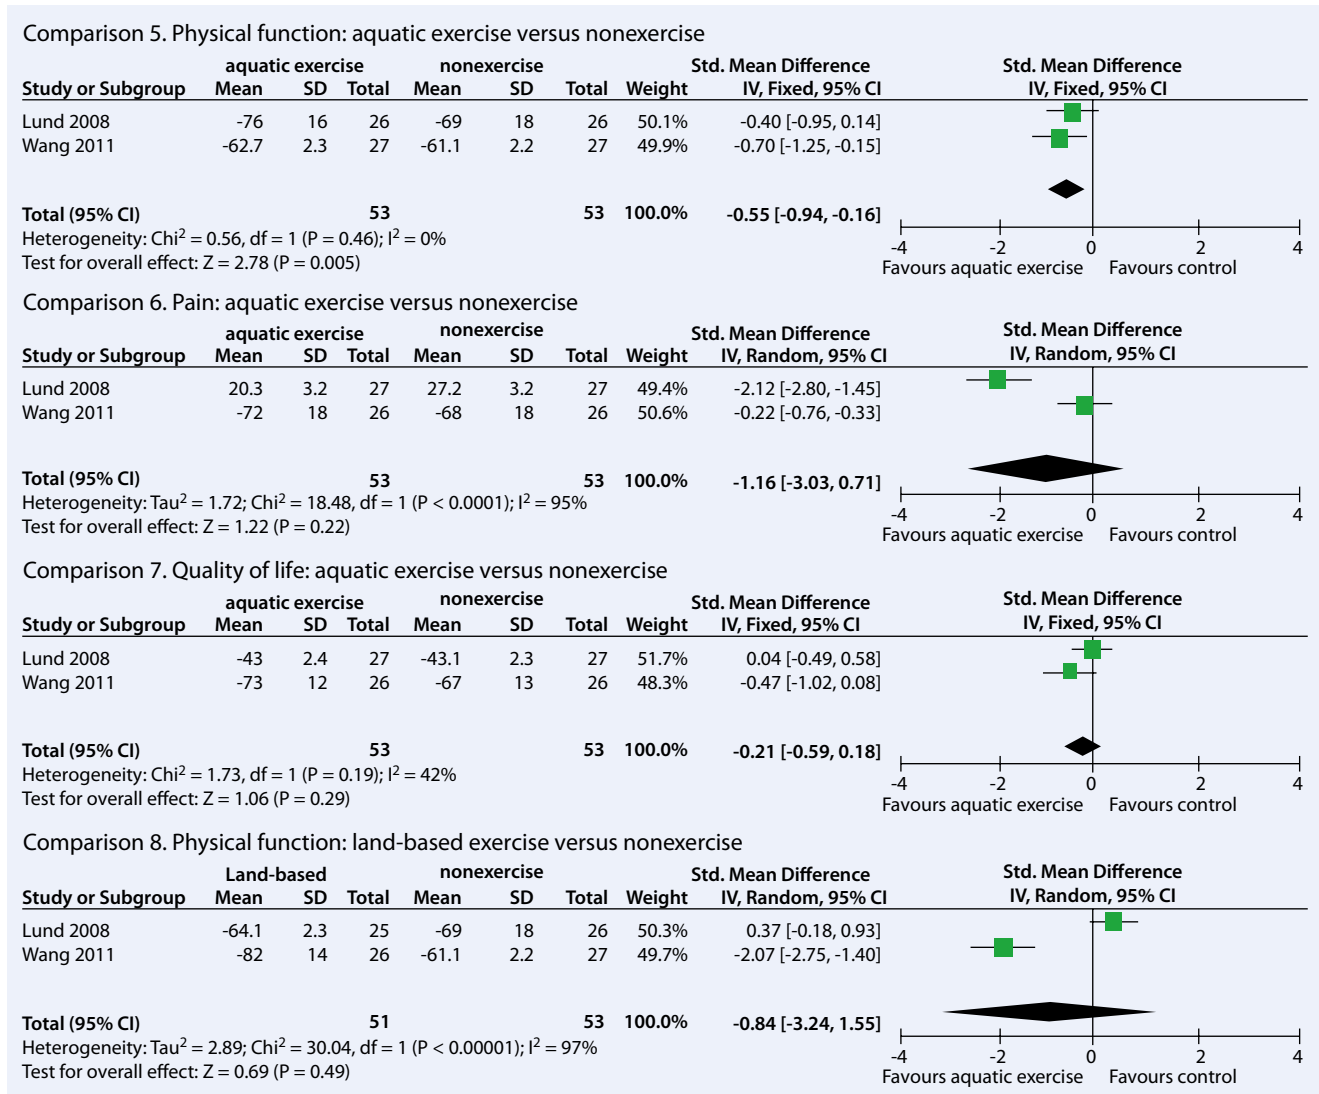 Comparison 5. Physical function: aquatic exercise versus nonexercise
aquatic exercise nonexercise Std. Mean Difference Std. Mean Difference
Study or Subgroup Mean SD Total Mean SD Total Weight IV, Fixed, 95% CI IV, Fixed, 95% CI
Lund 2008 -76 16 26 -69 18 26 50.1% -0.40 [-0.95, 0.14]
Wang 2011 -62.7 2.3 27 -61.1 2.2 27 49.9% -0.70 [-1.25, -0.15]
Total (95% CI) 53 53 100.0% -0.55 [-0.94, -0.16]
Heterogeneity: Chi² = 0.56, df = 1 (P = 0.46); I² = 0%
Test for overall effect: Z = 2.78 (P = 0.005)
-4 -2 0 2 4
Favours aquatic exercise Favours control
Comparison 6. Pain: aquatic exercise versus nonexercise
aquatic exercise nonexercise Std. Mean Difference Std. Mean Difference
Study or Subgroup Mean SD Total Mean SD Total Weight IV, Random, 95% CI IV, Random, 95% CI
Lund 2008 20.3 3.2 27 27.2 3.2 27 49.4% -2.12 [-2.80, -1.45]
Wang 2011 -72 18 26 -68 18 26 50.6% -0.22 [-0.76, -0.33]
Total (95% CI) 53 53 100.0% -1.16 [-3.03, 0.71]
Heterogeneity: Tau² = 1.72; Chi² = 18.48, df = 1 (P < 0.0001); I² = 95%
Test for overall effect: Z = 1.22 (P = 0.22)
-4 -2 0 2 4
Favours aquatic exercise Favours control
Comparison 7. Quality of life: aquatic exercise versus nonexercise
aquatic exercise nonexercise Std. Mean Difference Std. Mean Difference
Study or Subgroup Mean SD Total Mean SD Total Weight IV, Fixed, 95% CI IV, Fixed, 95% CI
Lund 2008 -43 2.4 27 -43.1 2.3 27 51.7% 0.04 [-0.49, 0.58]
Wang 2011 -73 12 26 -67 13 26 48.3% -0.47 [-1.02, 0.08]
Total (95% CI) 53 53 100.0% -0.21 [-0.59, 0.18]
Heterogeneity: Chi² = 1.73, df = 1 (P = 0.19); I² = 42%
Test for overall effect: Z = 1.06 (P = 0.29)
-4 -2 0 2 4
Favours aquatic exercise Favours control
Comparison 8. Physical function: land-based exercise versus nonexercise
Land-based nonexercise Std. Mean Difference Std. Mean Difference
Study or Subgroup Mean SD Total Mean SD Total Weight IV, Random, 95% CI IV, Random, 95% CI
Lund 2008 -64.1 2.3 25 -69 18 26 50.3% 0.37 [-0.18, 0.93]
Wang 2011 -82 14 26 -61.1 2.2 27 49.7% -2.07 [-2.75, -1.40]
Total (95% CI) 51 53 100.0% -0.84 [-3.24, 1.55]
Heterogeneity: Tau² = 2.89; Chi² = 30.04, df = 1 (P < 0.00001); I² = 97%
Test for overall effect: Z = 0.69 (P = 0.49)
-4 -2 0 2 4
Favours aquatic exercise Favours control